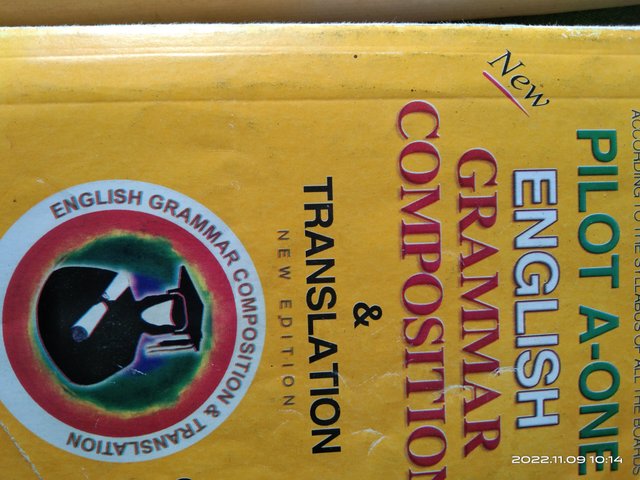 ACCORDING TO THE SYLLEBUS OF ALL THE BOARDS
New
PILOT A-ONE
ENGLISH
GRAMMAR
COMPOSITION
&
TRANSLATION
NEW EDITION
ENGLISH GRAMMAR COMPOSITION & TRANSLATION
2022.11.09 10:14